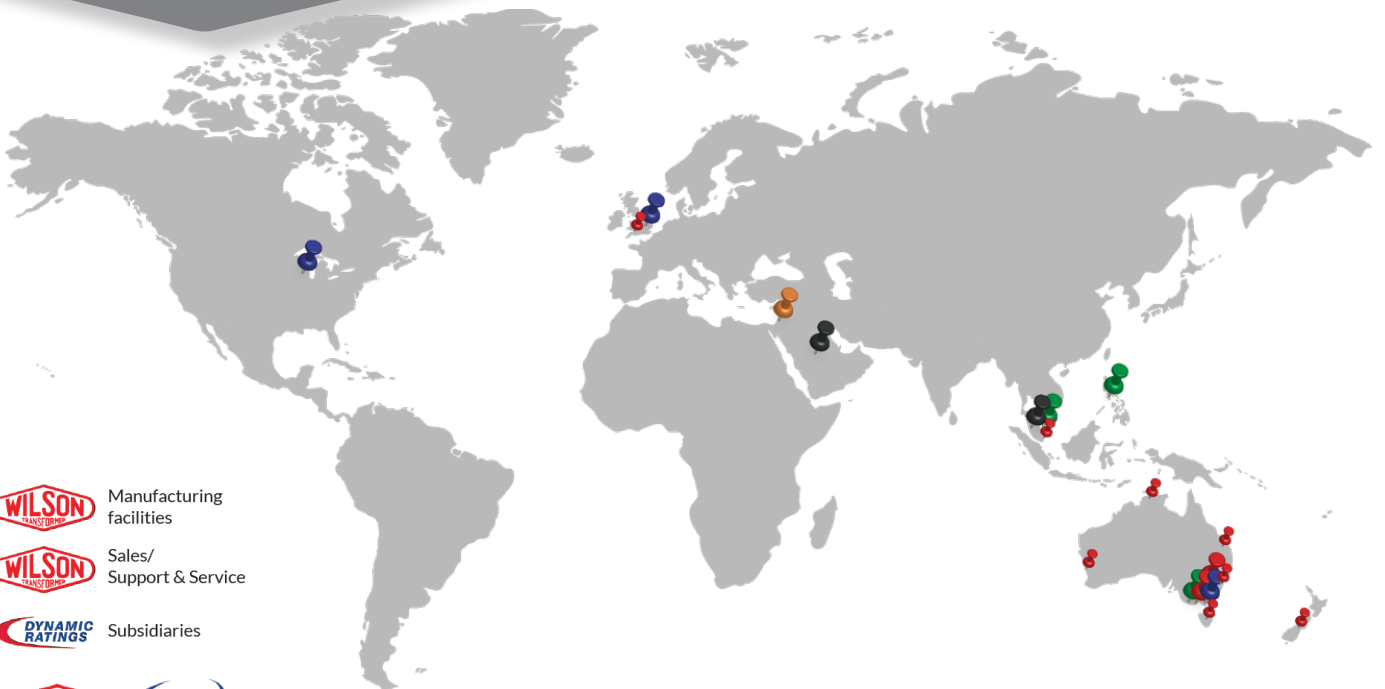 WILSON
TRANSFORMER
Manufacturing
facilities
WILSON
TRANSFORMER
Sales/
Support & Service
DYNAMIC
RATINGS
Subsidiaries